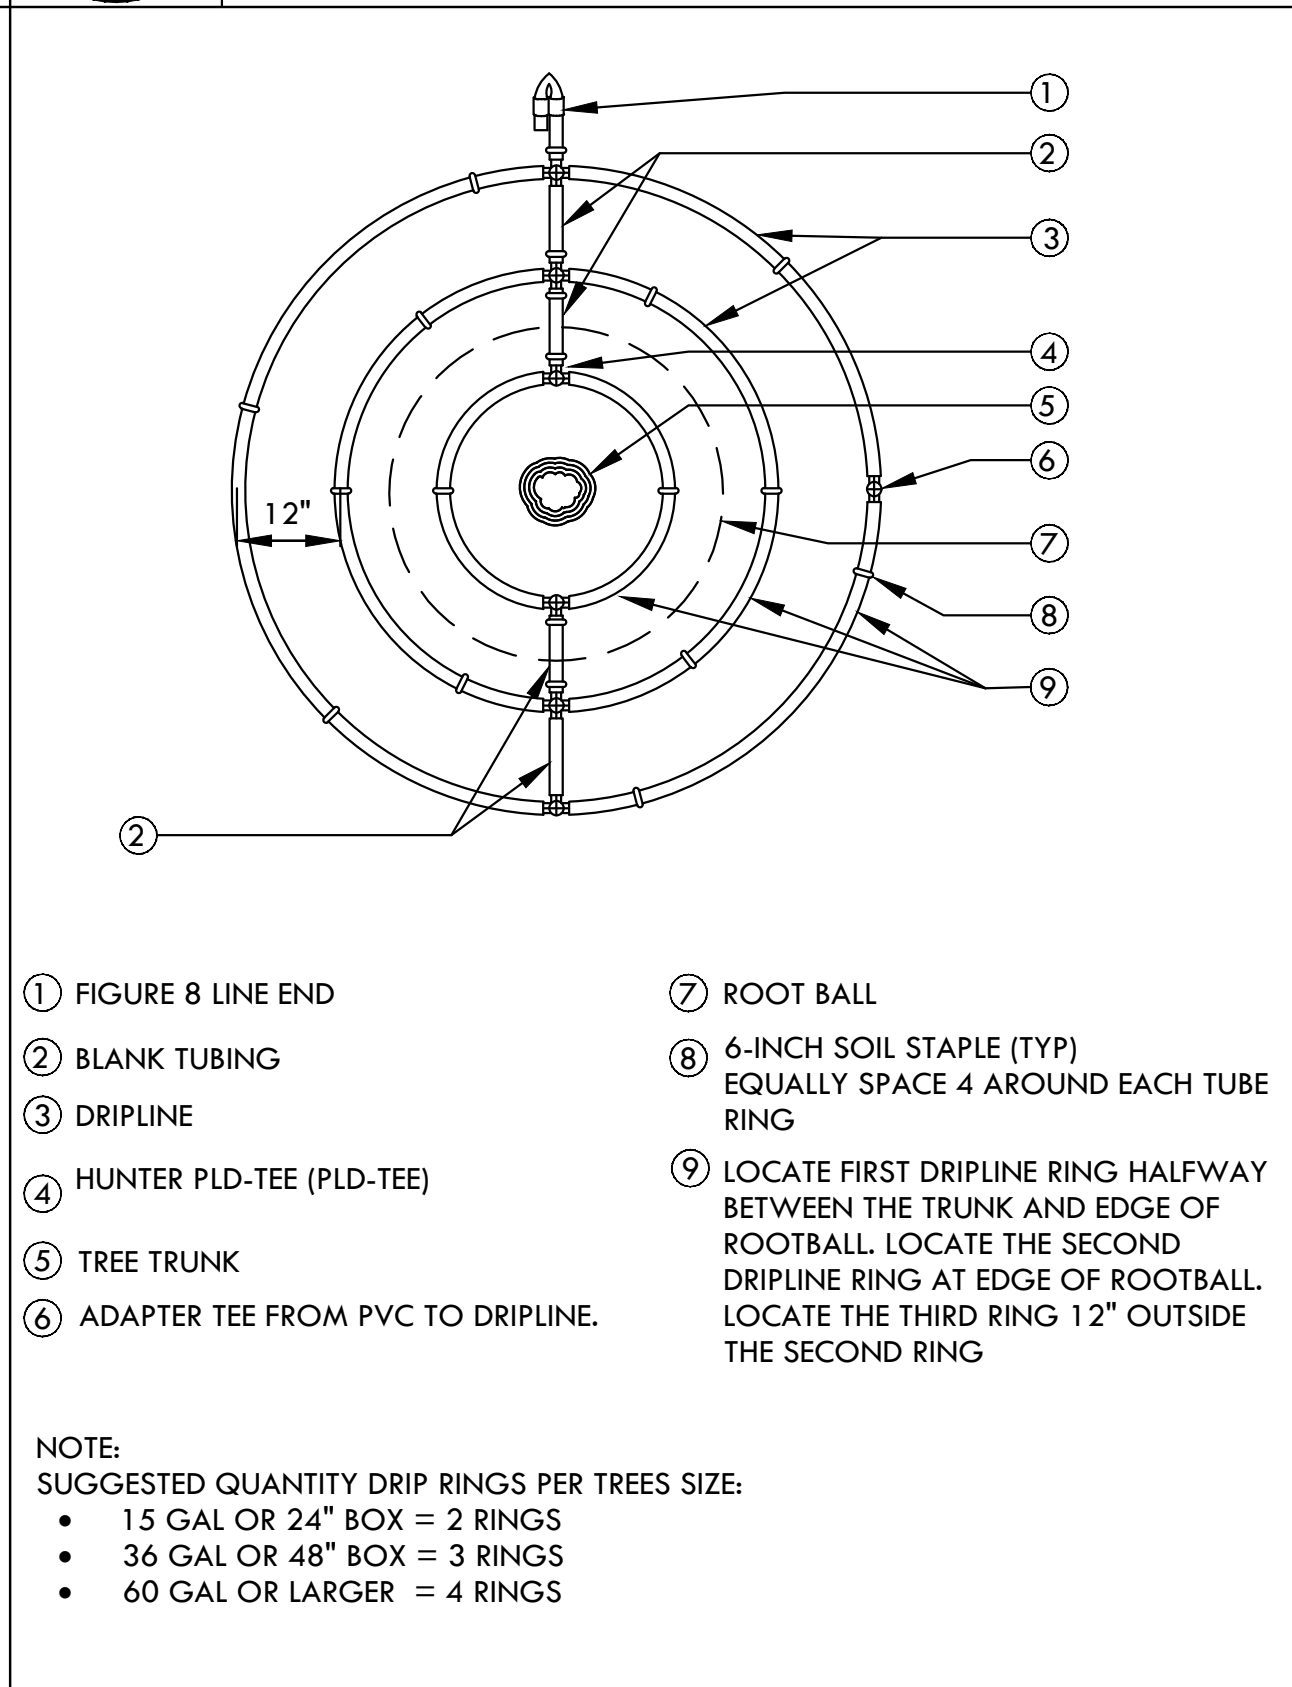 1
2
3
4
5
6
7
8
9
12"
2
1 FIGURE 8 LINE END
2 BLANK TUBING
3 DRIPLINE
4 HUNTER PLD-TEE (PLD-TEE)
5 TREE TRUNK
6 ADAPTER TEE FROM PVC TO DRIPLINE.
7 ROOT BALL
8 6-INCH SOIL STAPLE (TYP)
EQUALLY SPACE 4 AROUND EACH TUBE
RING
9 LOCATE FIRST DRIPLINE RING HALFWAY
BETWEEN THE TRUNK AND EDGE OF
ROOTBALL. LOCATE THE SECOND
DRIPLINE RING AT EDGE OF ROOTBALL.
LOCATE THE THIRD RING 12" OUTSIDE
THE SECOND RING
NOTE:
SUGGESTED QUANTITY DRIP RINGS PER TREES SIZE:
• 15 GAL OR 24" BOX = 2 RINGS
• 36 GAL OR 48" BOX = 3 RINGS
• 60 GAL OR LARGER = 4 RINGS